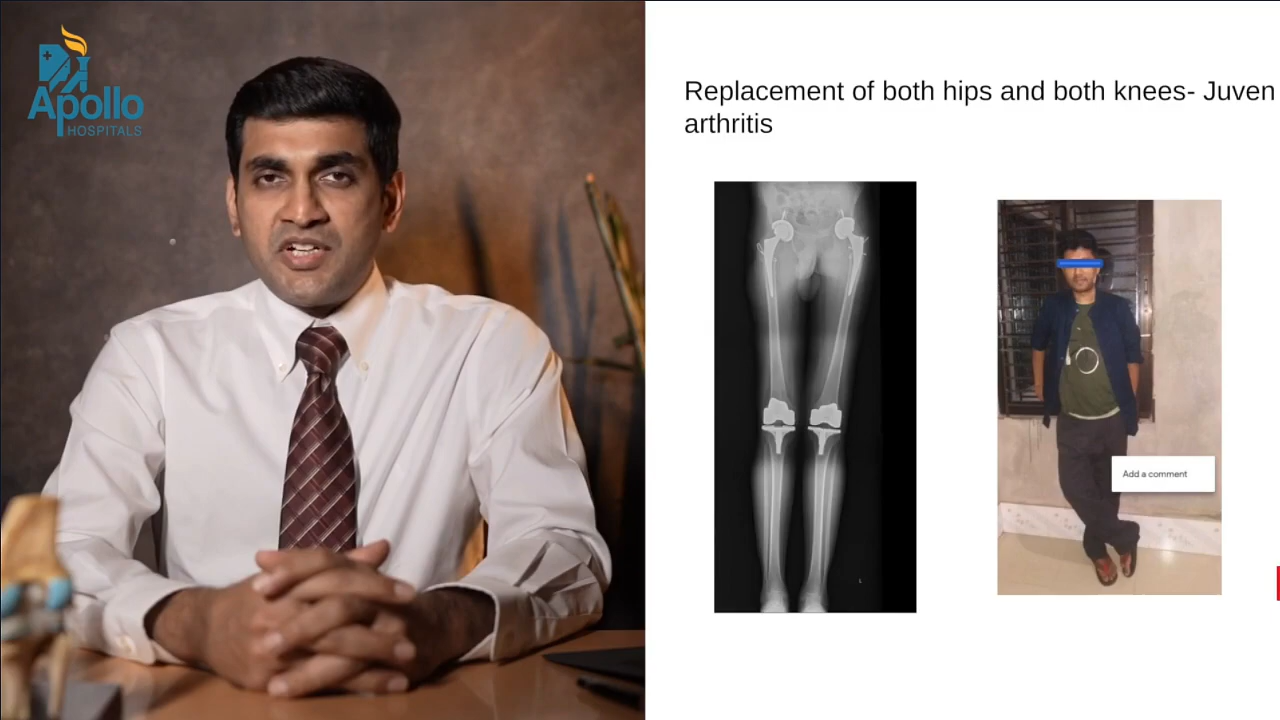 Apollo
HOSPITALS
Replacement of both hips and both knees- Juven
arthritis
Add a comment
L